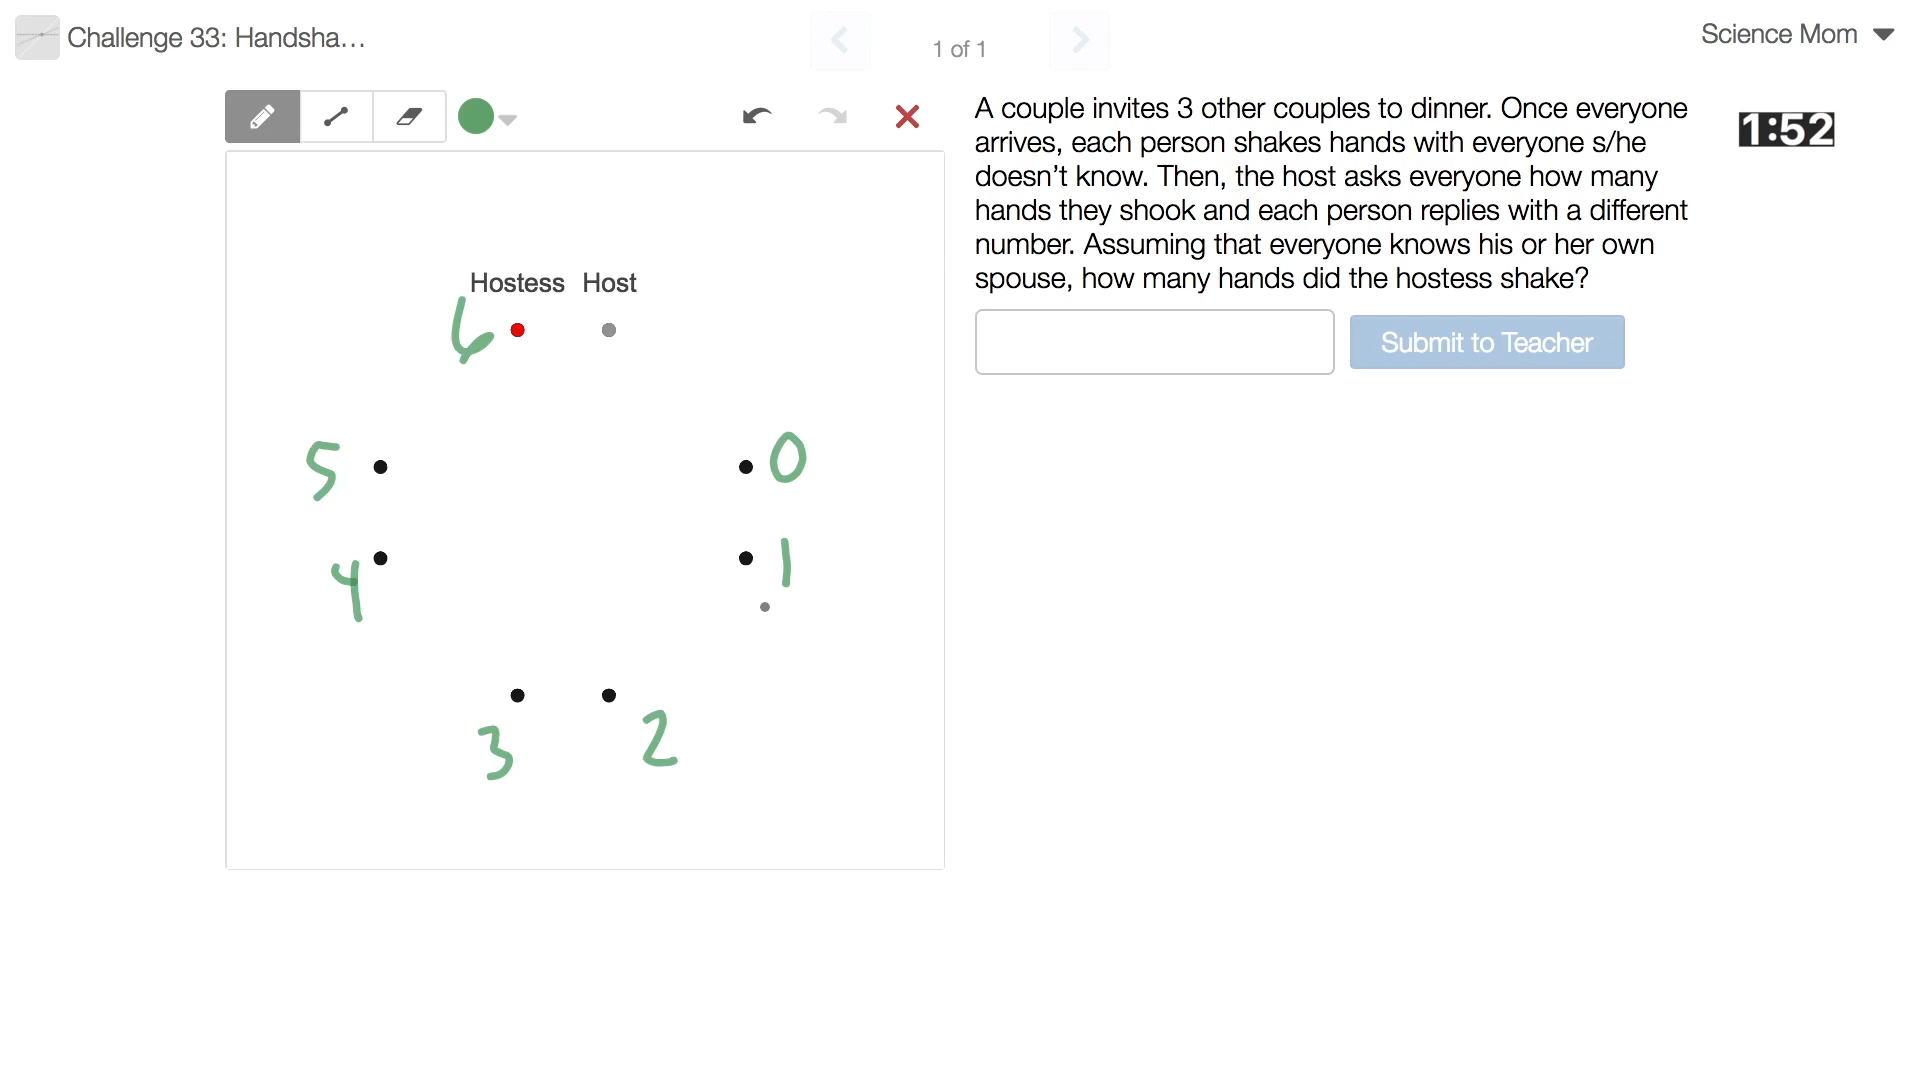 Challenge 33: Handsha...
1 of 1
Science Mom
A couple invites 3 other couples to dinner. Once everyone
arrives, each person shakes hands with everyone s/he
doesn't know. Then, the host asks everyone how many
hands they shook and each person replies with a different
number. Assuming that everyone knows his or her own
spouse, how many hands did the hostess shake?
1:52
Submit to Teacher
Hostess Host
6
5
0
4
1
3
2